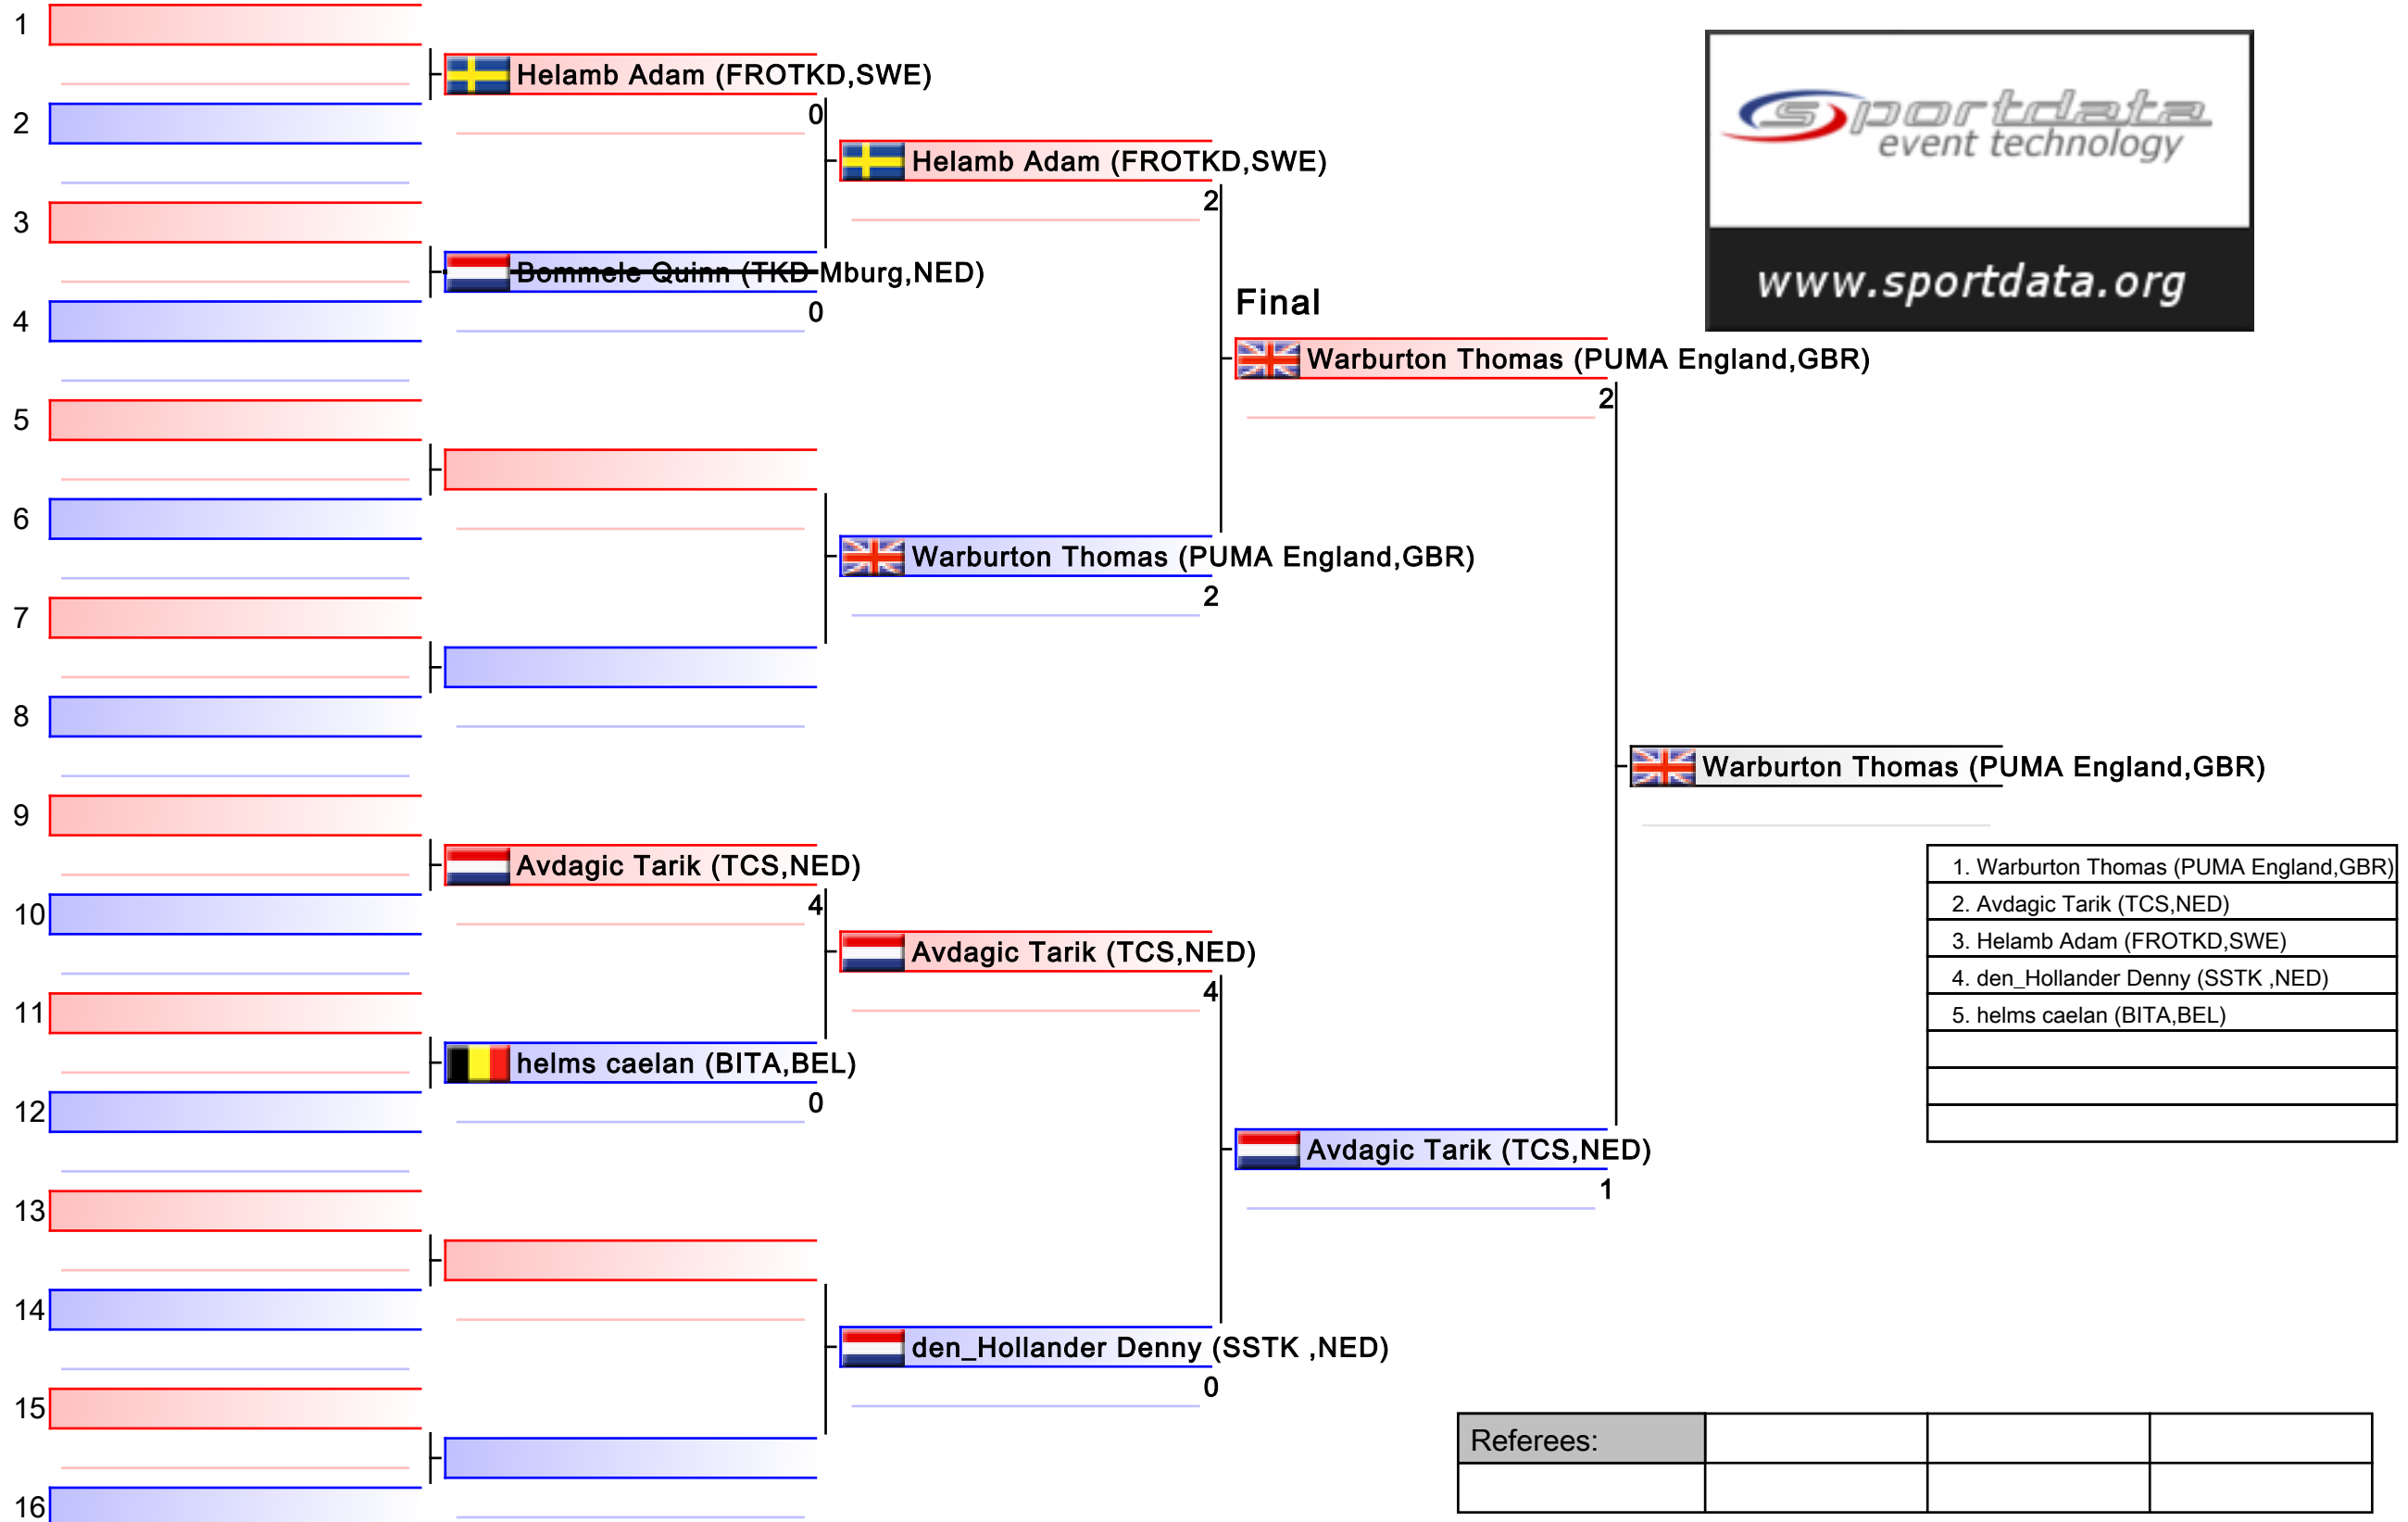 1
Helamb Adam (FROTKD,SWE)
0
2
Helamb Adam (FROTKD,SWE)
2
3
Bommele Quinn (TKD Mburg,NED)
0
4
Final
Warburton Thomas (PUMA England,GBR)
2
5
6
Warburton Thomas (PUMA England,GBR)
2
7
8
Warburton Thomas (PUMA England,GBR)
9
Avdagic Tarik (TCS,NED)
4
10
Avdagic Tarik (TCS,NED)
4
11
helms caelan (BITA,BEL)
0
12
Avdagic Tarik (TCS,NED)
1
13
14
den_Hollander Denny (SSTK ,NED)
0
15
16
sportdata
event technology
www.sportdata.org
1. Warburton Thomas (PUMA England,GBR)
2. Avdagic Tarik (TCS,NED)
3. Helamb Adam (FROTKD,SWE)
4. den_Hollander Denny (SSTK ,NED)
5. helms caelan (BITA,BEL)
Referees: